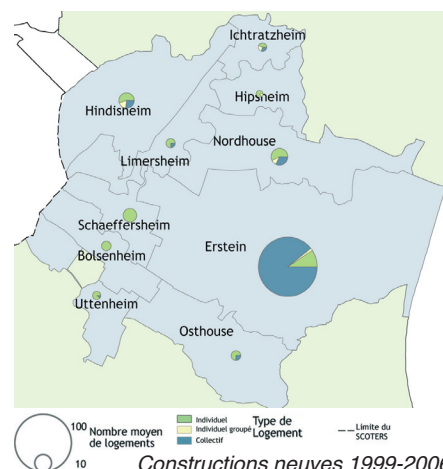 Ichtratzheim
Hindisheim
Hipsheim
Nordhouse
Limersheim
Schaeffersheim
Erstein
Bolsenheim
Uttenheim
Osthouse
100
10
Nombre moyen
de logements
Individuel
Individuel groupé
Collectif
Type de
Logement
Limite du
SCOTERS
Constructions neuves 1999-2006